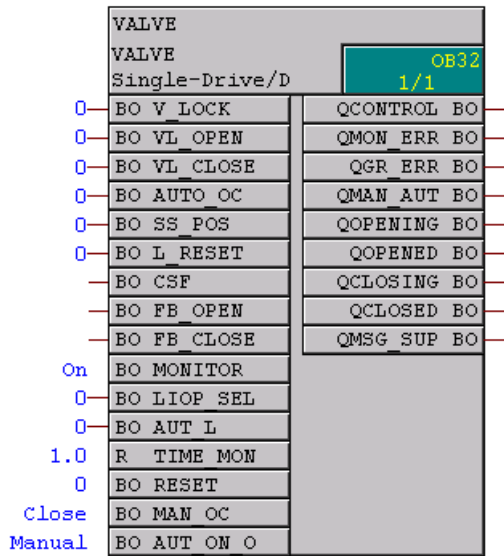 VALVE
VALVE OB32
Single-Drive/D 1/1
0 BO V_LOCK QCONTROL BO
0 BO VL_OPEN QMON_ERR BO
0 BO VL_CLOSE QGR_ERR BO
0 BO AUTO_OC QMAN_AUT BO
0 BO SS_POS QOPENING BO
0 BO L_RESET QOPENED BO
BO CSF QCLOSING BO
BO FB_OPEN QCLOSED BO
BO FB_CLOSE QMSG_SUP BO
On BO MONITOR
0 BO LIOP_SEL
0 BO AUT_L
1.0 R TIME_MON
0 BO RESET
Close BO MAN_OC
Manual BO AUT_ON_O